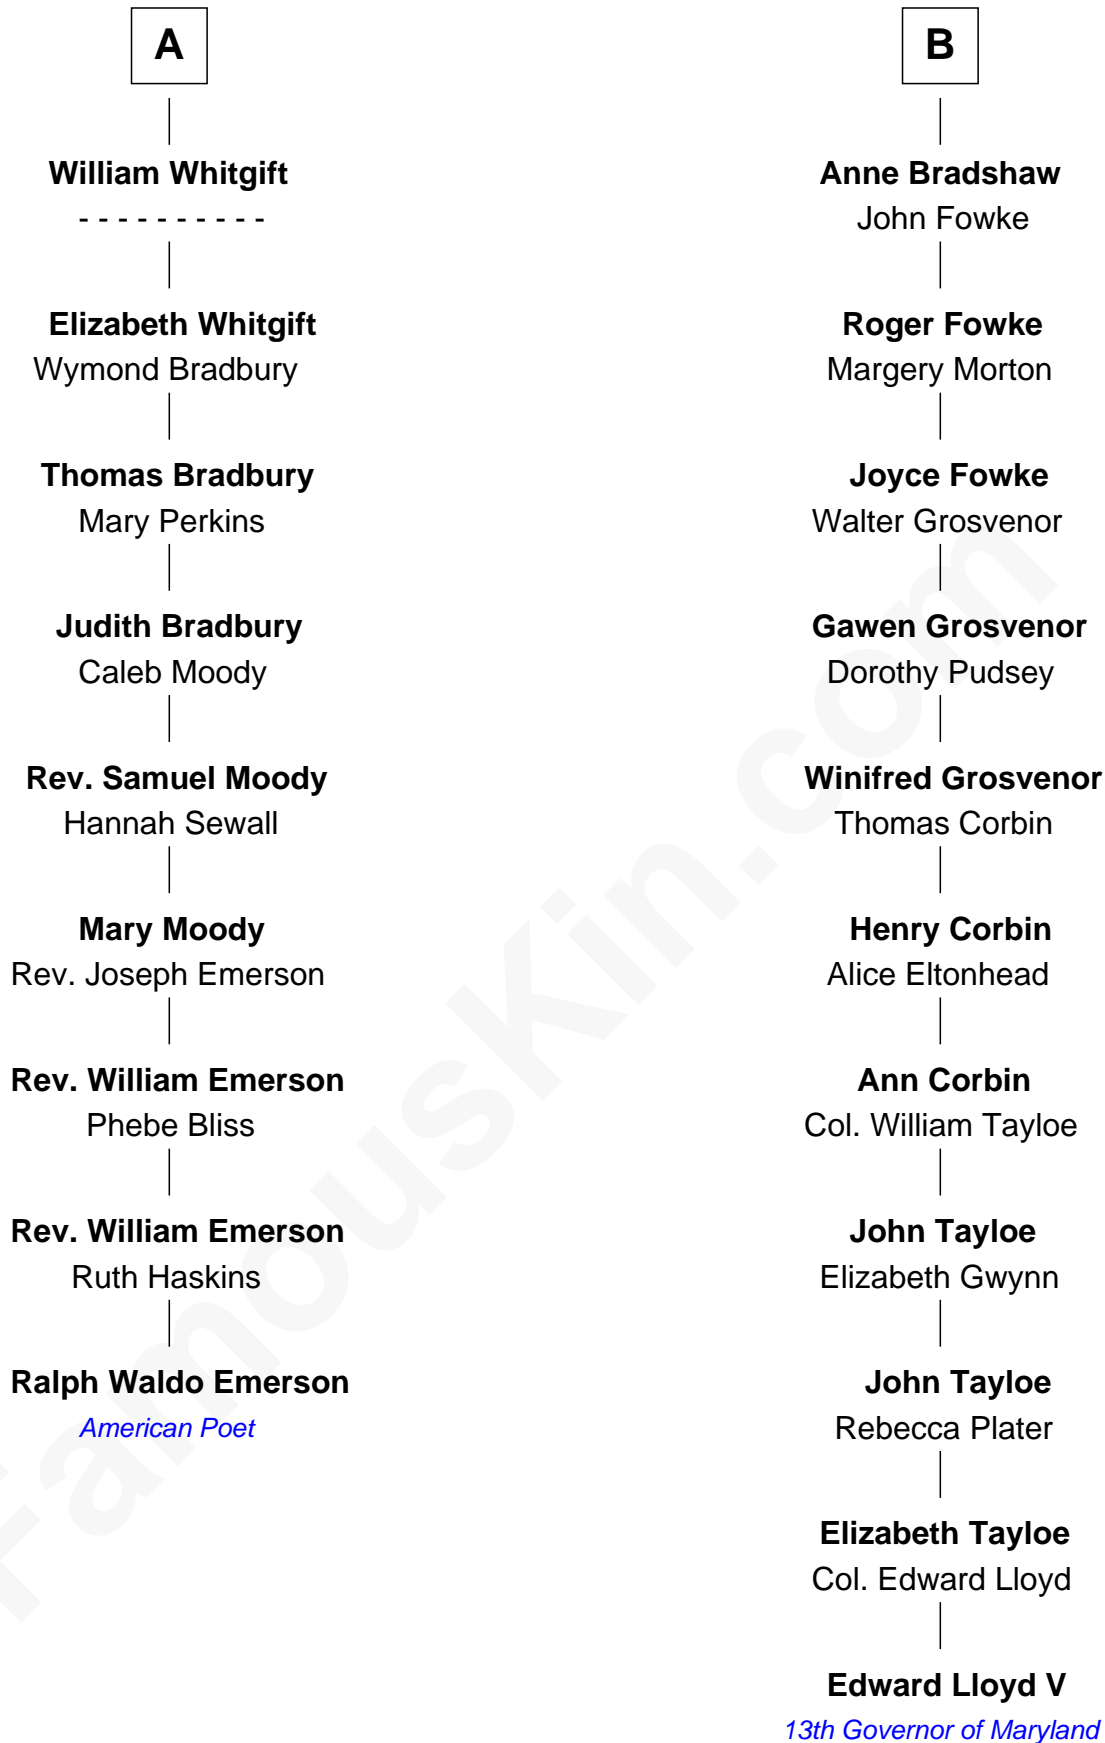 A
William Whitgift
- - - - - - - - - -
Elizabeth Whitgift
Wymond Bradbury
Thomas Bradbury
Mary Perkins
Judith Bradbury
Caleb Moody
Rev. Samuel Moody
Hannah Sewall
Mary Moody
Rev. Joseph Emerson
Rev. William Emerson
Phebe Bliss
Rev. William Emerson
Ruth Haskins
Ralph Waldo Emerson
American Poet
B
Anne Bradshaw
John Fowke
Roger Fowke
Margery Morton
Joyce Fowke
Walter Grosvenor
Gawen Grosvenor
Dorothy Pudsey
Winifred Grosvenor
Thomas Corbin
Henry Corbin
Alice Eltonhead
Ann Corbin
Col. William Tayloe
John Tayloe
Elizabeth Gwynn
John Tayloe
Rebecca Plater
Elizabeth Tayloe
Col. Edward Lloyd
Edward Lloyd V
13th Governor of Maryland
FamousKin.com